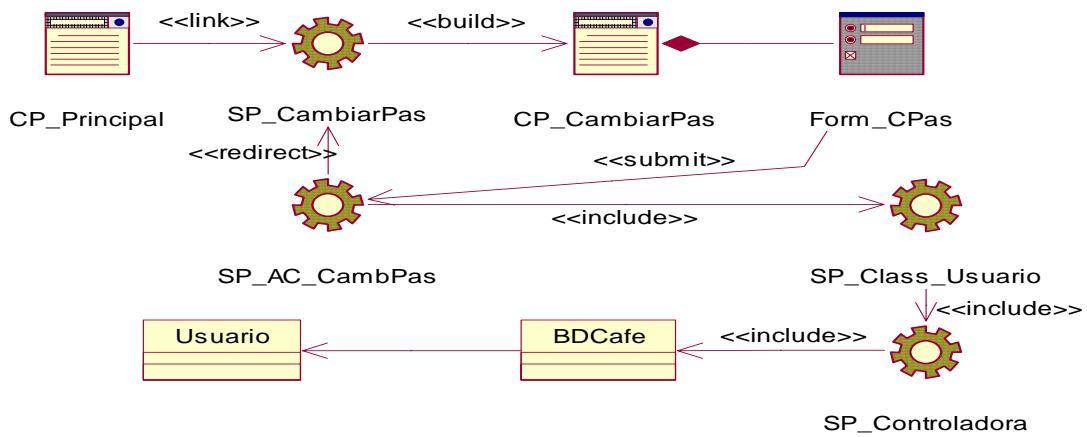 <<link>>
<<build>>
CP_Principal
SP_CambiarPas
CP_CambiarPas
Form_CPas
<<redirect>>
<<submit>>
<<include>>
SP_AC_CambPas
SP_Class_Usuario
<<include>>
Usuario
BDCafe
<<include>>
SP_Controladora